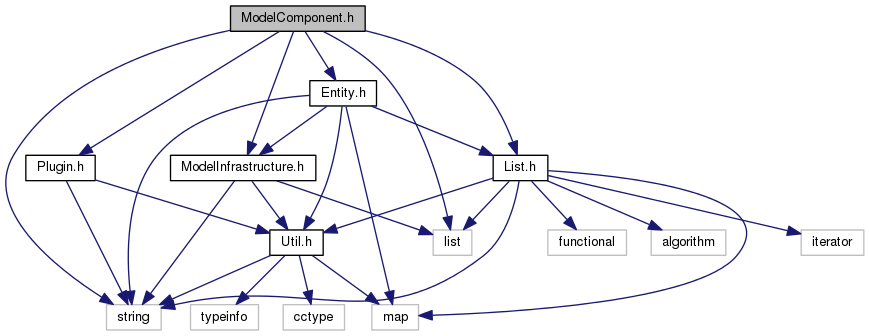 ModelComponent.h
Entity.h
Plugin.h
ModelInfrastructure.h
List.h
Util.h
list
functional
algorithm
iterator
string
typeinfo
cctype
map